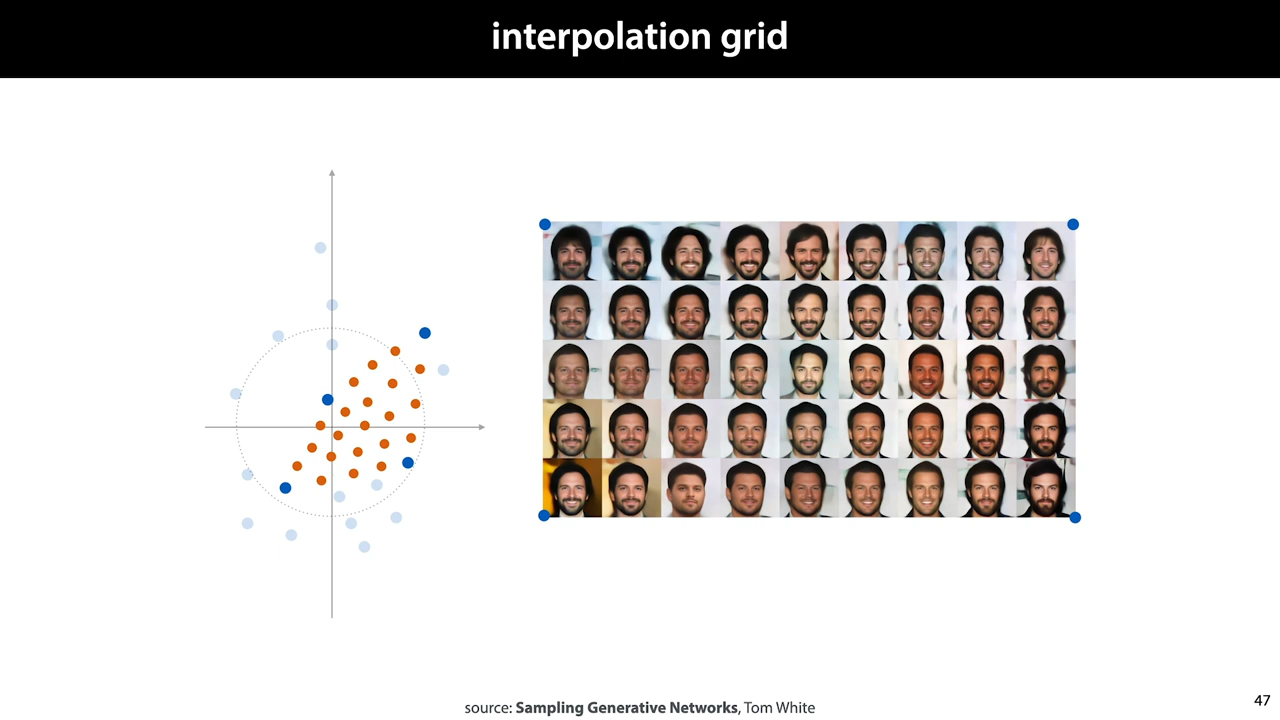 interpolation grid
source: Sampling Generative Networks, Tom White
47